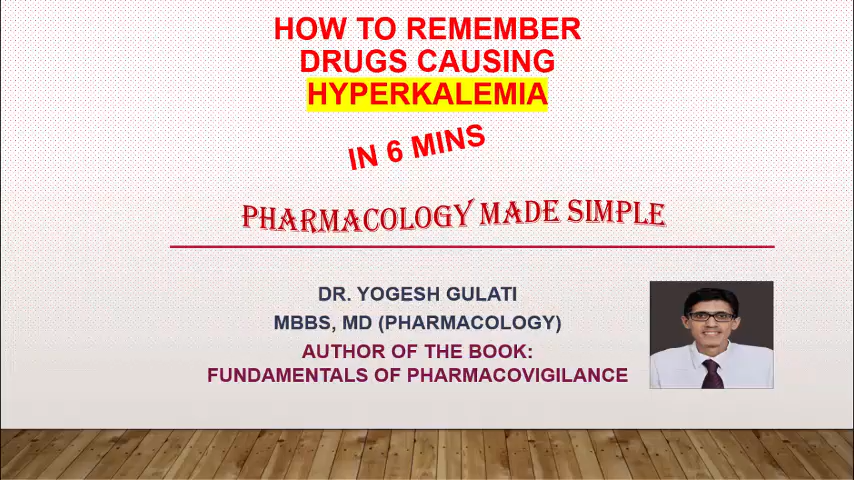 HOW TO REMEMBER
DRUGS CAUSING
HYPERKALEMIA
IN 6 MINS
PHARMACOLOGY MADE SIMPLE
DR. YOGESH GULATI
MBBS, MD (PHARMACOLOGY)
AUTHOR OF THE BOOK:
FUNDAMENTALS OF PHARMACOVIGILANCE